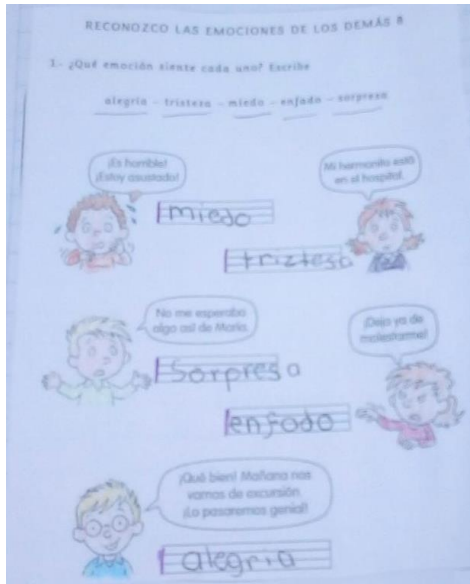 RECONOZCO LAS EMOCIONES DE LOS DEMÁS 8
1.- ¿Qué emoción siente cada uno? Escribe
alegría - tristeza - miedo - enfado - sorpresa
¡Es horrible!
¡Estoy asustado!
miedo
Mi hermanito está
en el hospital.
triztesa
No me esperaba
algo así de María.
Sorpresa
¡Deja ya de
molestarme!
enfado
¡Qué bien! Mañana nos
vamos de excursión.
¡Lo pasaremos genial!
alegria